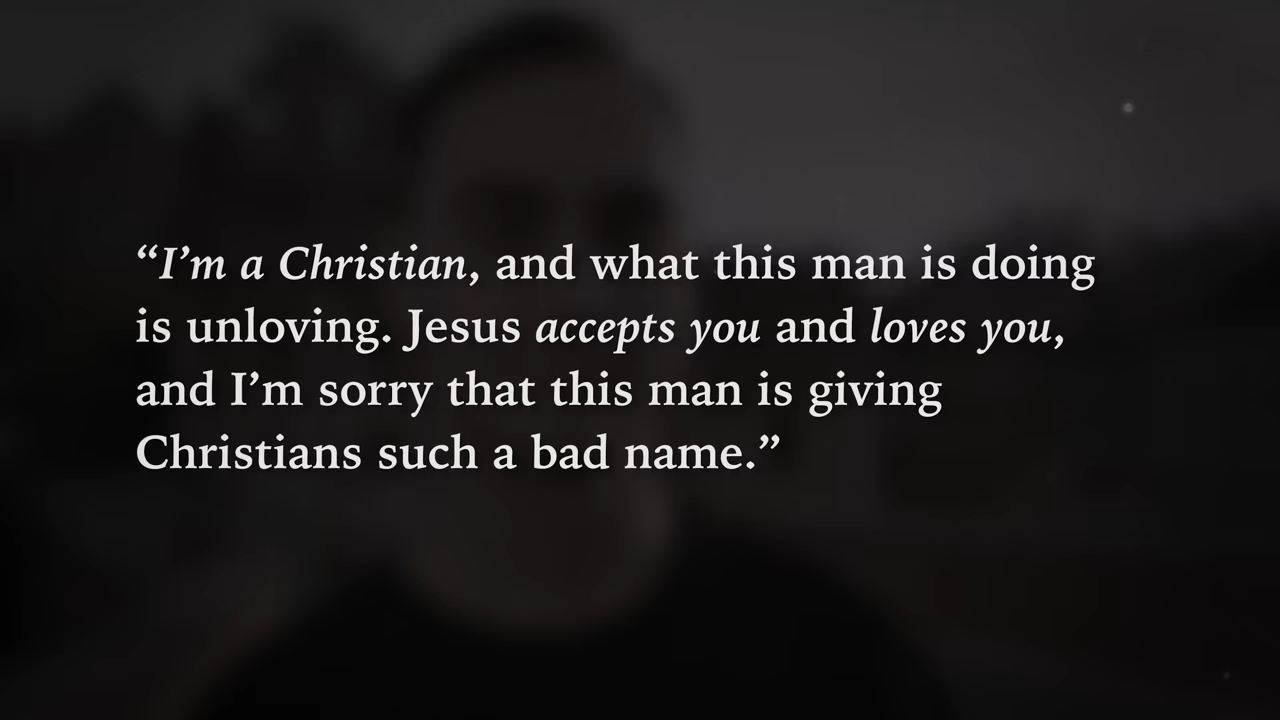 “I’m a Christian, and what this man is doing
is unloving. Jesus accepts you and loves you,
and I’m sorry that this man is giving
Christians such a bad name.”